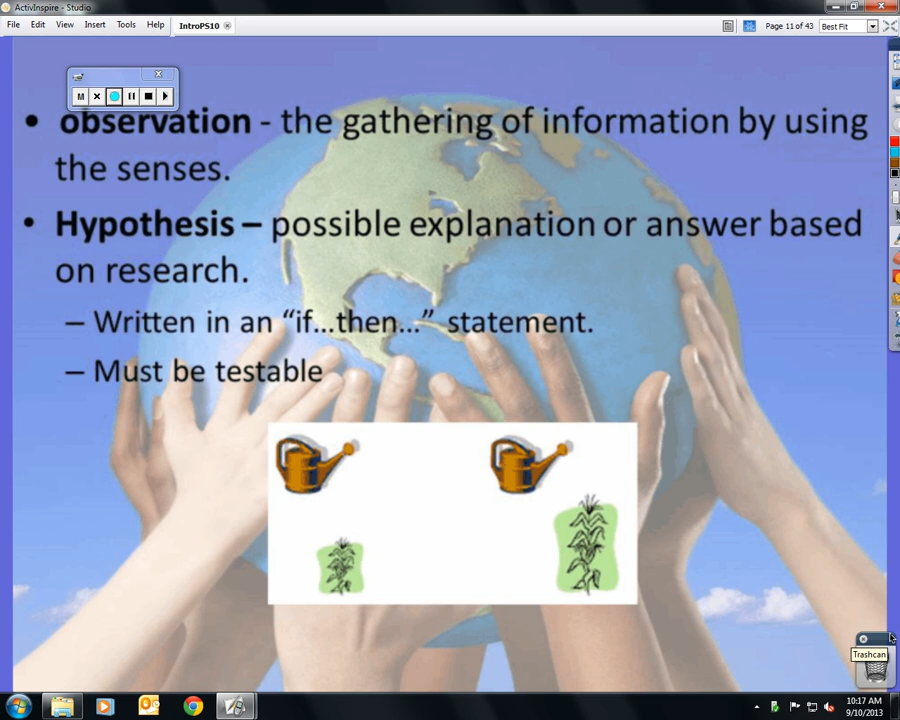 ActivInspire - Studio
File Edit View Insert Tools Help IntroPS10 Page 11 of 43 Best Fit
M
• observation - the gathering of information by using
the senses.
• Hypothesis – possible explanation or answer based
on research.
– Written in an “if...then...” statement.
– Must be testable
Trashcan
10:17 AM
9/10/2013